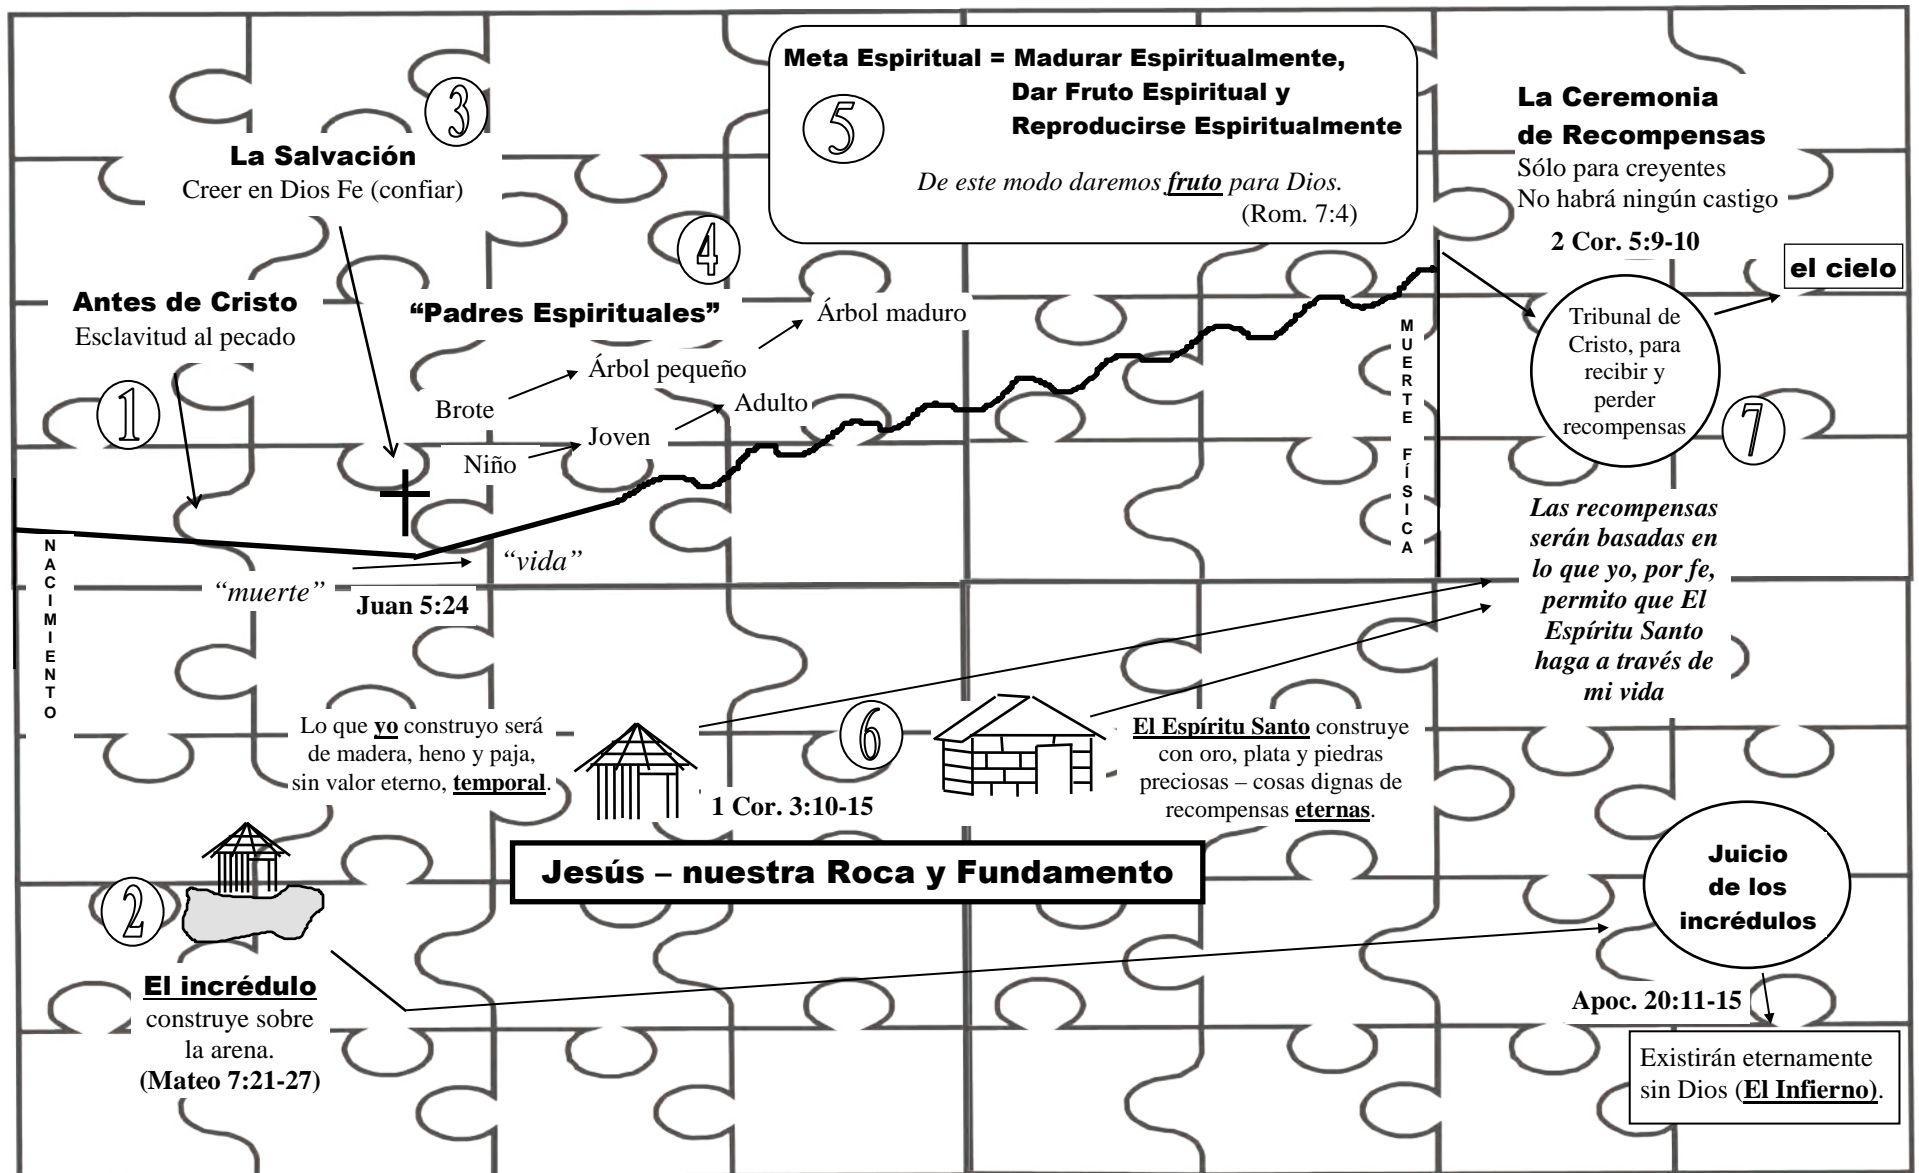 3
La Salvación
Creer en Dios Fe (confiar)
Meta Espiritual = Madurar Espiritualmente,
Dar Fruto Espiritual y
Reproducirse Espiritualmente
5
De este modo daremos fruto para Dios.
(Rom. 7:4)
La Ceremonia
de Recompensas
Sólo para creyentes
No habrá ningún castigo
2 Cor. 5:9-10
el cielo
4
Antes de Cristo
Esclavitud al pecado
1
“Padres Espirituales”
Árbol maduro
Árbol pequeño
Brote
Adulto
Joven
Niño
MUERTE FÍSICA
Tribunal de
Cristo, para
recibir y
perder
recompensas
7
NACIMIENTO
“muerte”
“vida”
Juan 5:24
Las recompensas
serán basadas en
lo que yo, por fe,
permito que El
Espíritu Santo
haga a través de
mi vida
Lo que yo construyo será
de madera, heno y paja,
sin valor eterno, temporal.
6
1 Cor. 3:10-15
El Espíritu Santo construye
con oro, plata y piedras
preciosas – cosas dignas de
recompensas eternas.
Jesús – nuestra Roca y Fundamento
2
El incrédulo
construye sobre
la arena.
(Mateo 7:21-27)
Juicio
de los
incrédulos
Apoc. 20:11-15
Existirán eternamente
sin Dios (El Infierno).